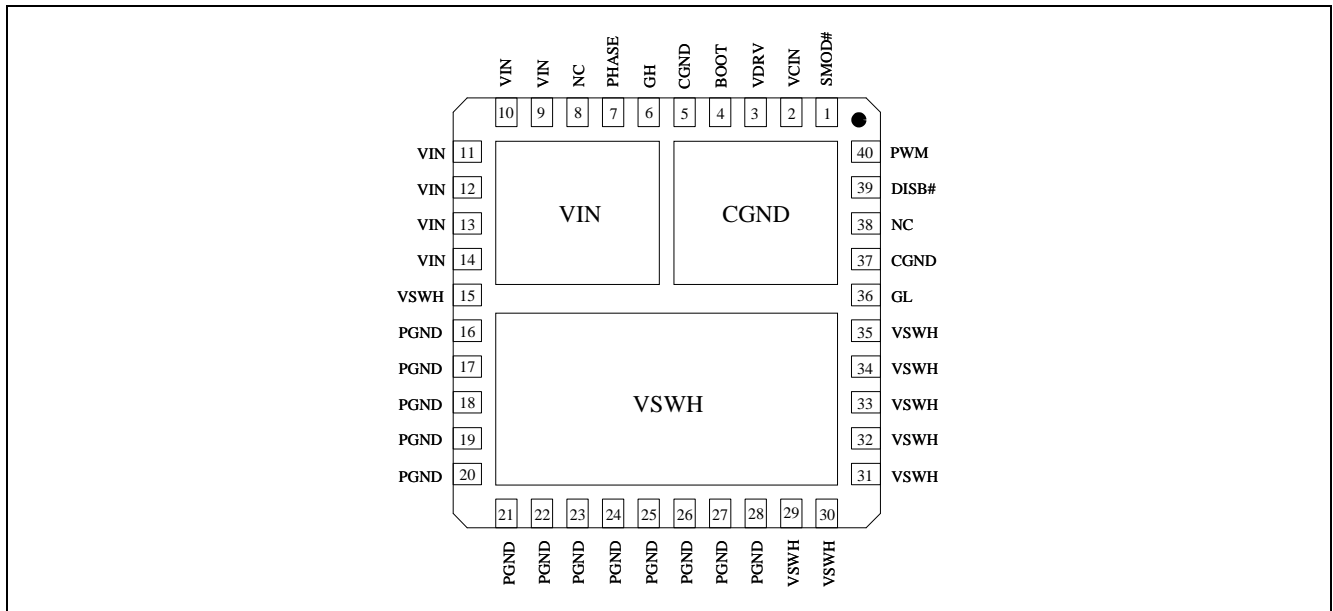 VIN VIN NC PHASE GH CGND BOOT VDRV VCIN SMOD#
10 9 8 7 6 5 4 3 2 1
VIN 11 40 PWM
VIN 12 39 DISB#
VIN CGND
VIN 13 38 NC
VIN 14 37 CGND
VSWH 15 36 GL
PGND 16 35 VSWH
PGND 17 34 VSWH
PGND 18 33 VSWH
VSWH
PGND 19 32 VSWH
PGND 20 31 VSWH
21 22 23 24 25 26 27 28 29 30
PGND PGND PGND PGND PGND PGND PGND PGND VSWH VSWH